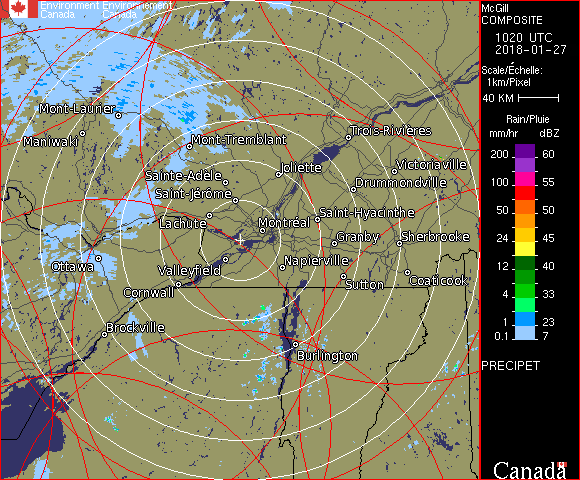 Environment Environnement
Canada Canada
McGill
COMPOSITE
1020 UTC
2018-01-27
Scale/Échelle:
1km/Pixel
40 KM
Rain/Pluie
mm/hr dBZ
200 60
100 55
50 50
24 45
12 40
4 33
1 23
0.1 7
PRECIPET
Canada
Mont-Laurier
Maniwaki
Mont-Tremblant
Trois-Rivières
Sainte-Adèle
Joliette
Victoriaville
Saint-Jérôme
Drummondville
Lachute
Montréal
Saint-Hyacinthe
Granby
Sherbrooke
Ottawa
Valleyfield
Napierville
Cornwall
Sutton
Coaticook
Brockville
Burlington